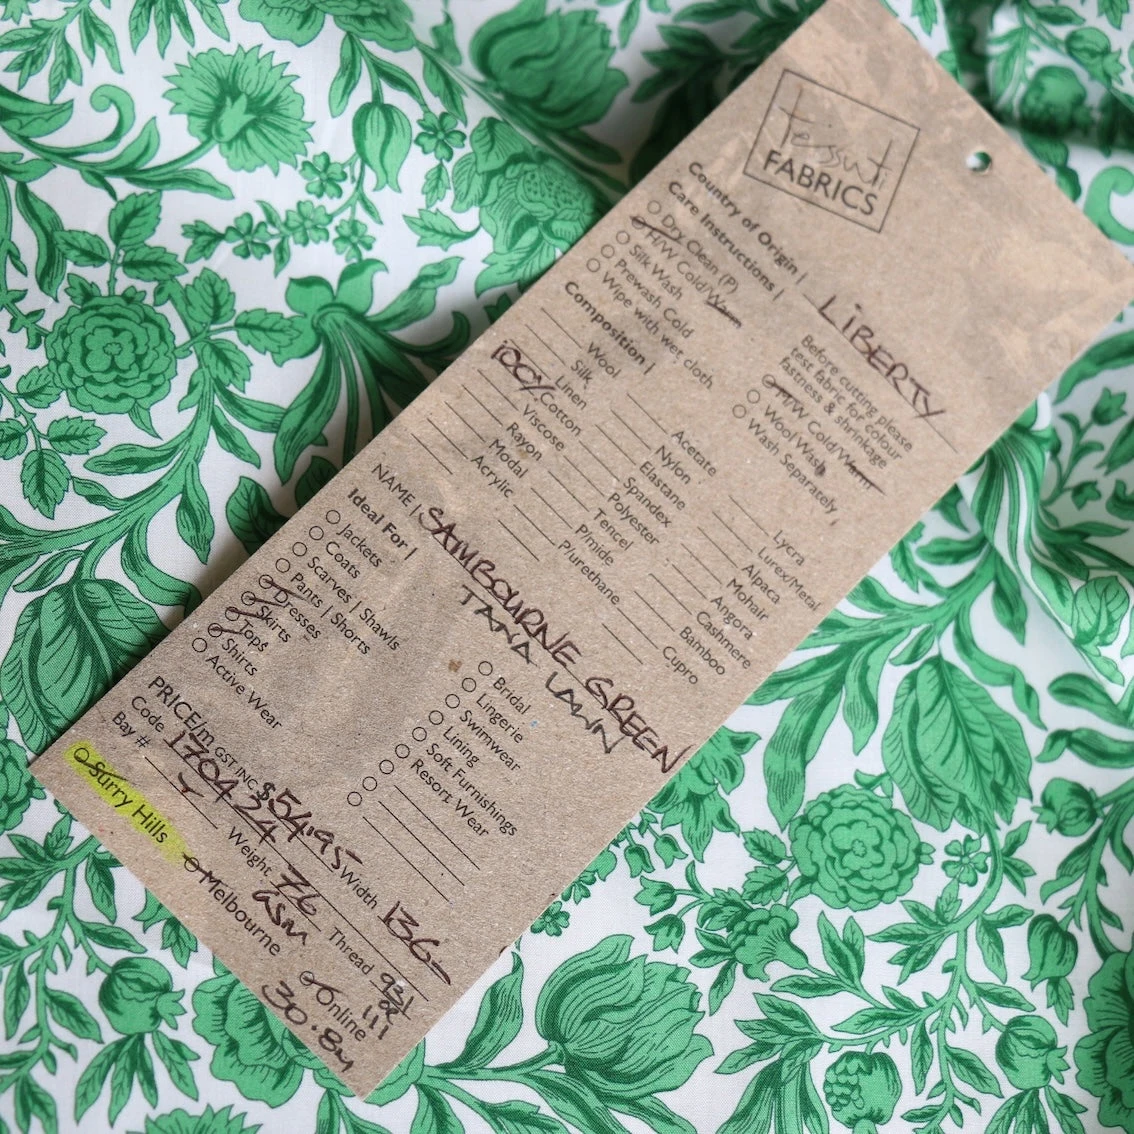 tessuti
FABRICS
Country of Origin | LIBERTY
Care Instructions |
Dry Clean (P)
H/W Cold/Warm
Silk Wash
Prewash Cold
Wipe with wet cloth
Before cutting please
test fabric for colour
fastness & shrinkage
H/W Cold/Warm
Wool Wash
Wash Separately
Composition |
Wool
Silk
Linen
100% Cotton
Viscose
Rayon
Modal
Acrylic
Acetate
Nylon
Elastane
Spandex
Polyester
Tencel
P/mide
P/urethane
Lycra
Lurex/Metal
Alpaca
Mohair
Angora
Cashmere
Bamboo
Cupro
NAME | SAMBOURNE GREEN
TANA LAWN
Ideal For |
Jackets
Coats
Scarves | Shawls
Pants | Shorts
Dresses
Skirts
Tops
Shirts
Active Wear
Bridal
Lingerie
Swimwear
Lining
Soft Furnishings
Resort Wear
PRICE/m GST.INC $54.95 Width 136-
Code 1704224 Weight 76 Thread
Bay #
gsm
Surry Hills
Melbourne
Online
111
30.8m